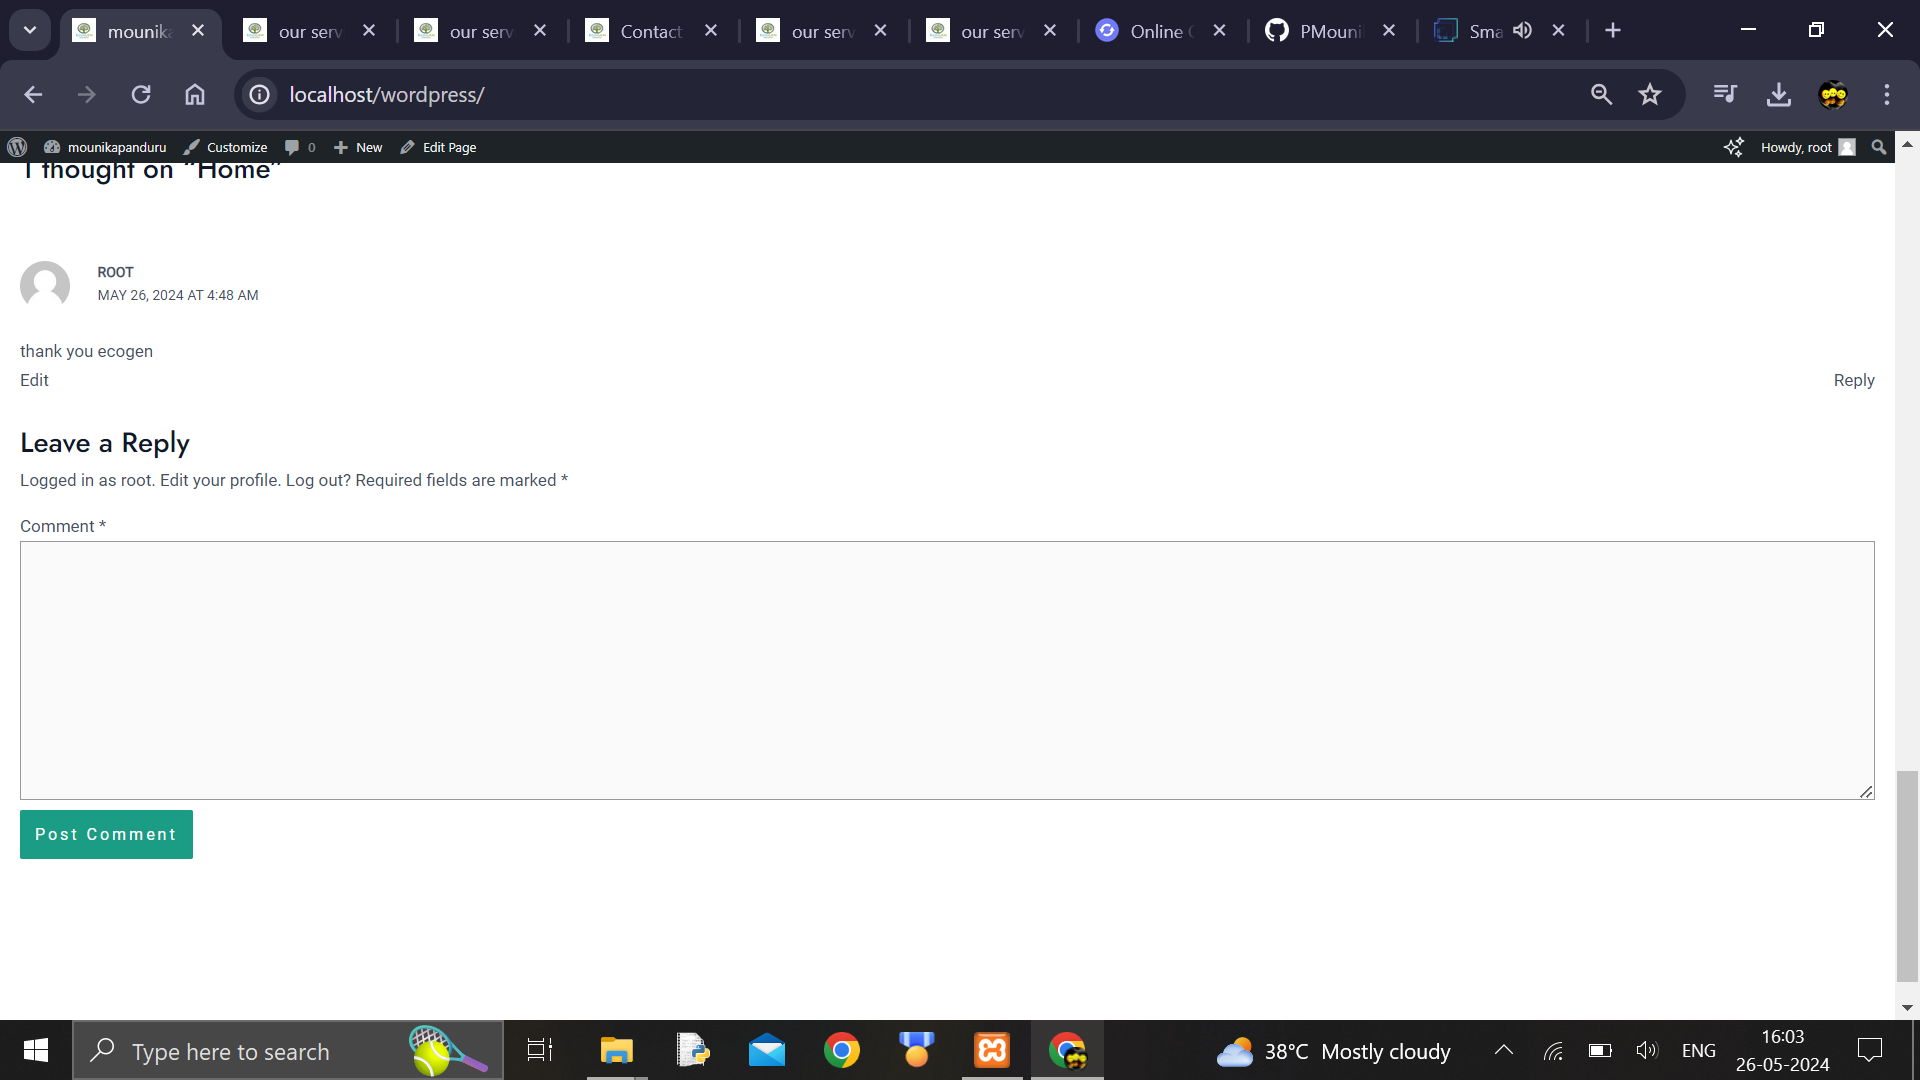 mounika
our serv
our serv
Contact
our serv
our serv
Online
PMouni
Sma
localhost/wordpress/
mounikapanduru
Customize
0
New
Edit Page
Howdy, root
1 thought on “Home”
ROOT
MAY 26, 2024 AT 4:48 AM
thank you ecogen
Edit
Reply
Leave a Reply
Logged in as root. Edit your profile. Log out? Required fields are marked *
Comment *
Post Comment
Type here to search
38°C Mostly cloudy
ENG
16:03
26-05-2024